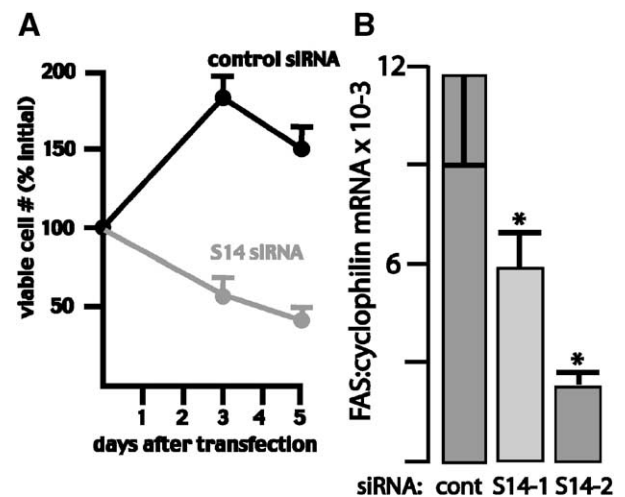 A
control siRNA
200
150
100
50
viable cell # (% initial)
S14 siRNA
1 2 3 4 5
days after transfection
B
FAS:cyclophilin mRNA x 10-3
12
6
*
*
siRNA: cont S14-1 S14-2